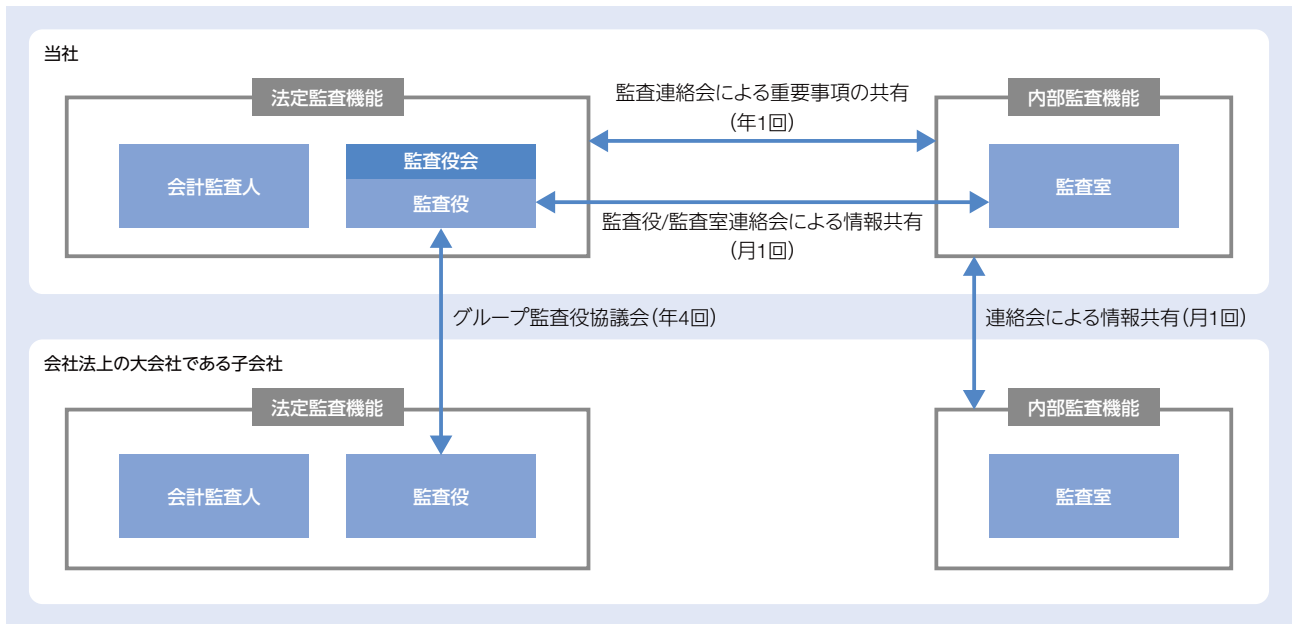 当社
法定監査機能
会計監査人
監査役会
監査役
監査連絡会による重要事項の共有
（年1回）
監査役/監査室連絡会による情報共有
（月1回）
内部監査機能
監査室
グループ監査役協議会（年4回）
連絡会による情報共有（月1回）
会社法上の大会社である子会社
法定監査機能
会計監査人
監査役
内部監査機能
監査室